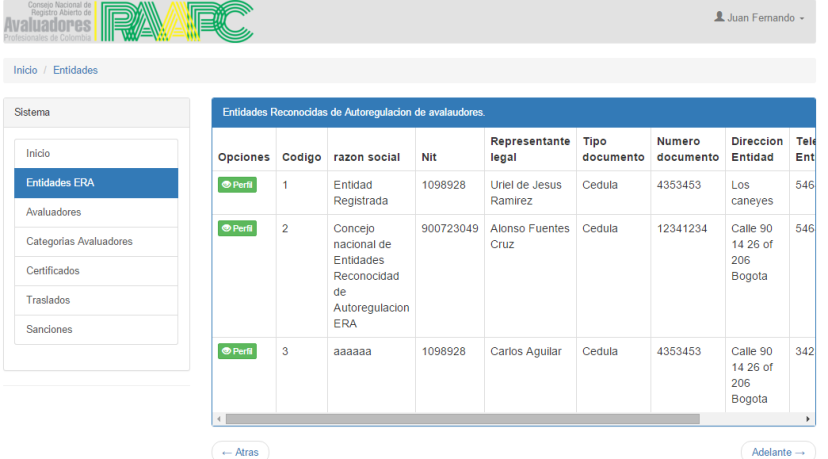 Consejo Nacional de
Registro Abierto de
Avaluadores
Profesionales de Colombia
RAAPC
Juan Fernando
Inicio / Entidades
Sistema
Inicio
Entidades ERA
Avaluadores
Categorias Avaluadores
Certificados
Traslados
Sanciones
Entidades Reconocidas de Autoregulacion de avalaudores.
Opciones Codigo razon social Nit Representante legal Tipo documento Numero documento Direccion Entidad Tele Ent
Perfil 1 Entidad Registrada 1098928 Uriel de Jesus Ramirez Cedula 4353453 Los caneyes 546
Perfil 2 Concejo nacional de Entidades Reconocidad de Autoregulacion ERA 900723049 Alonso Fuentes Cruz Cedula 12341234 Calle 90 14 26 of 206 Bogota 546
Perfil 3 aaaaaa 1098928 Carlos Aguilar Cedula 4353453 Calle 90 14 26 of 206 Bogota 342
← Atras
Adelante →